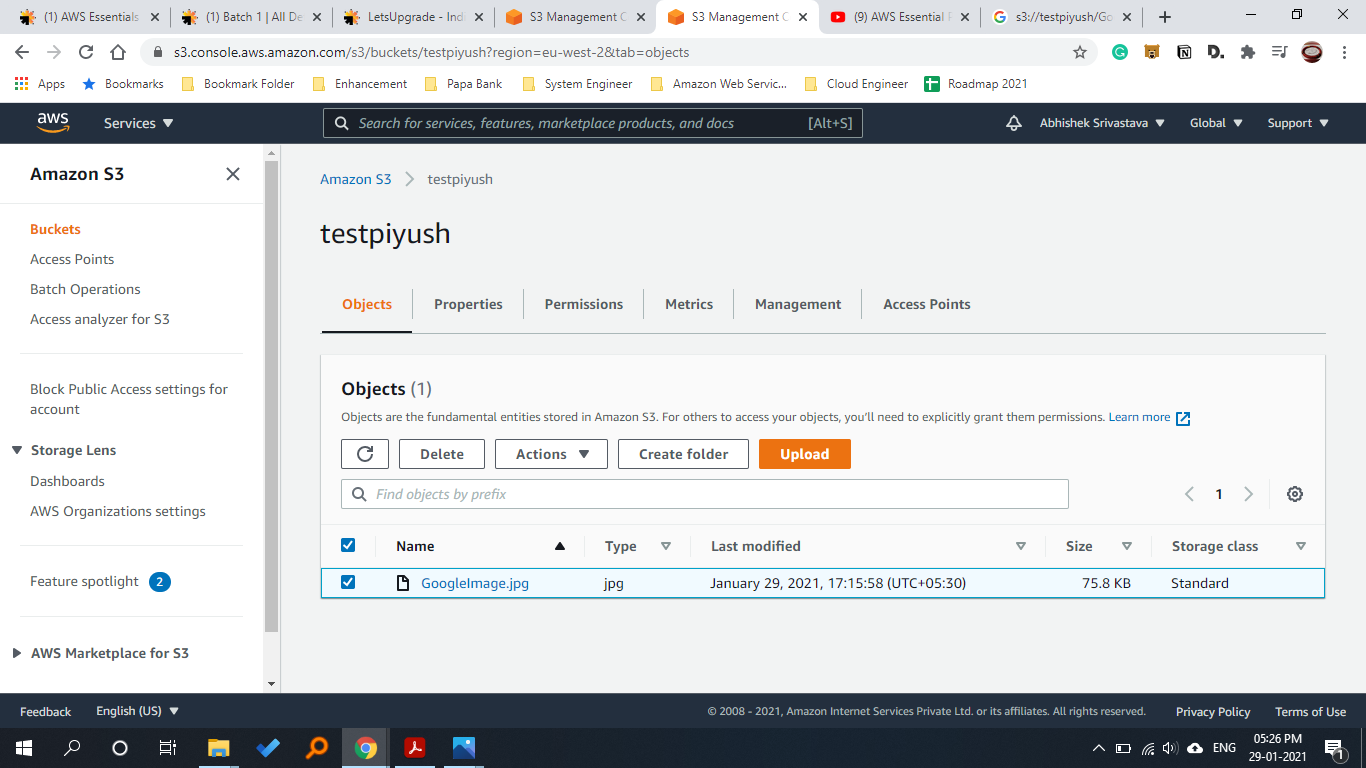 (1) AWS Essentials
(1) Batch 1 | All De
LetsUpgrade - Indi
S3 Management C
S3 Management C
(9) AWS Essential F
s3://testpiyush/Go
s3.console.aws.amazon.com/s3/buckets/testpiyush?region=eu-west-2&tab=objects
Apps Bookmarks Bookmark Folder Enhancement Papa Bank System Engineer Amazon Web Servic... Cloud Engineer Roadmap 2021
aws Services Search for services, features, marketplace products, and docs [Alt+S] Abhishek Srivastava Global Support
Amazon S3
Buckets
Access Points
Batch Operations
Access analyzer for S3
Block Public Access settings for
account
Storage Lens
Dashboards
AWS Organizations settings
Feature spotlight 2
AWS Marketplace for S3
Amazon S3 testpiyush
testpiyush
Objects Properties Permissions Metrics Management Access Points
Objects (1)
Objects are the fundamental entities stored in Amazon S3. For others to access your objects, you'll need to explicitly grant them permissions. Learn more
Delete Actions Create folder Upload
Find objects by prefix 1
Name Type Last modified Size Storage class
GoogleImage.jpg jpg January 29, 2021, 17:15:58 (UTC+05:30) 75.8 KB Standard
Feedback English (US) © 2008 - 2021, Amazon Internet Services Private Ltd. or its affiliates. All rights reserved. Privacy Policy Terms of Use
ENG 05:26 PM
29-01-2021 1